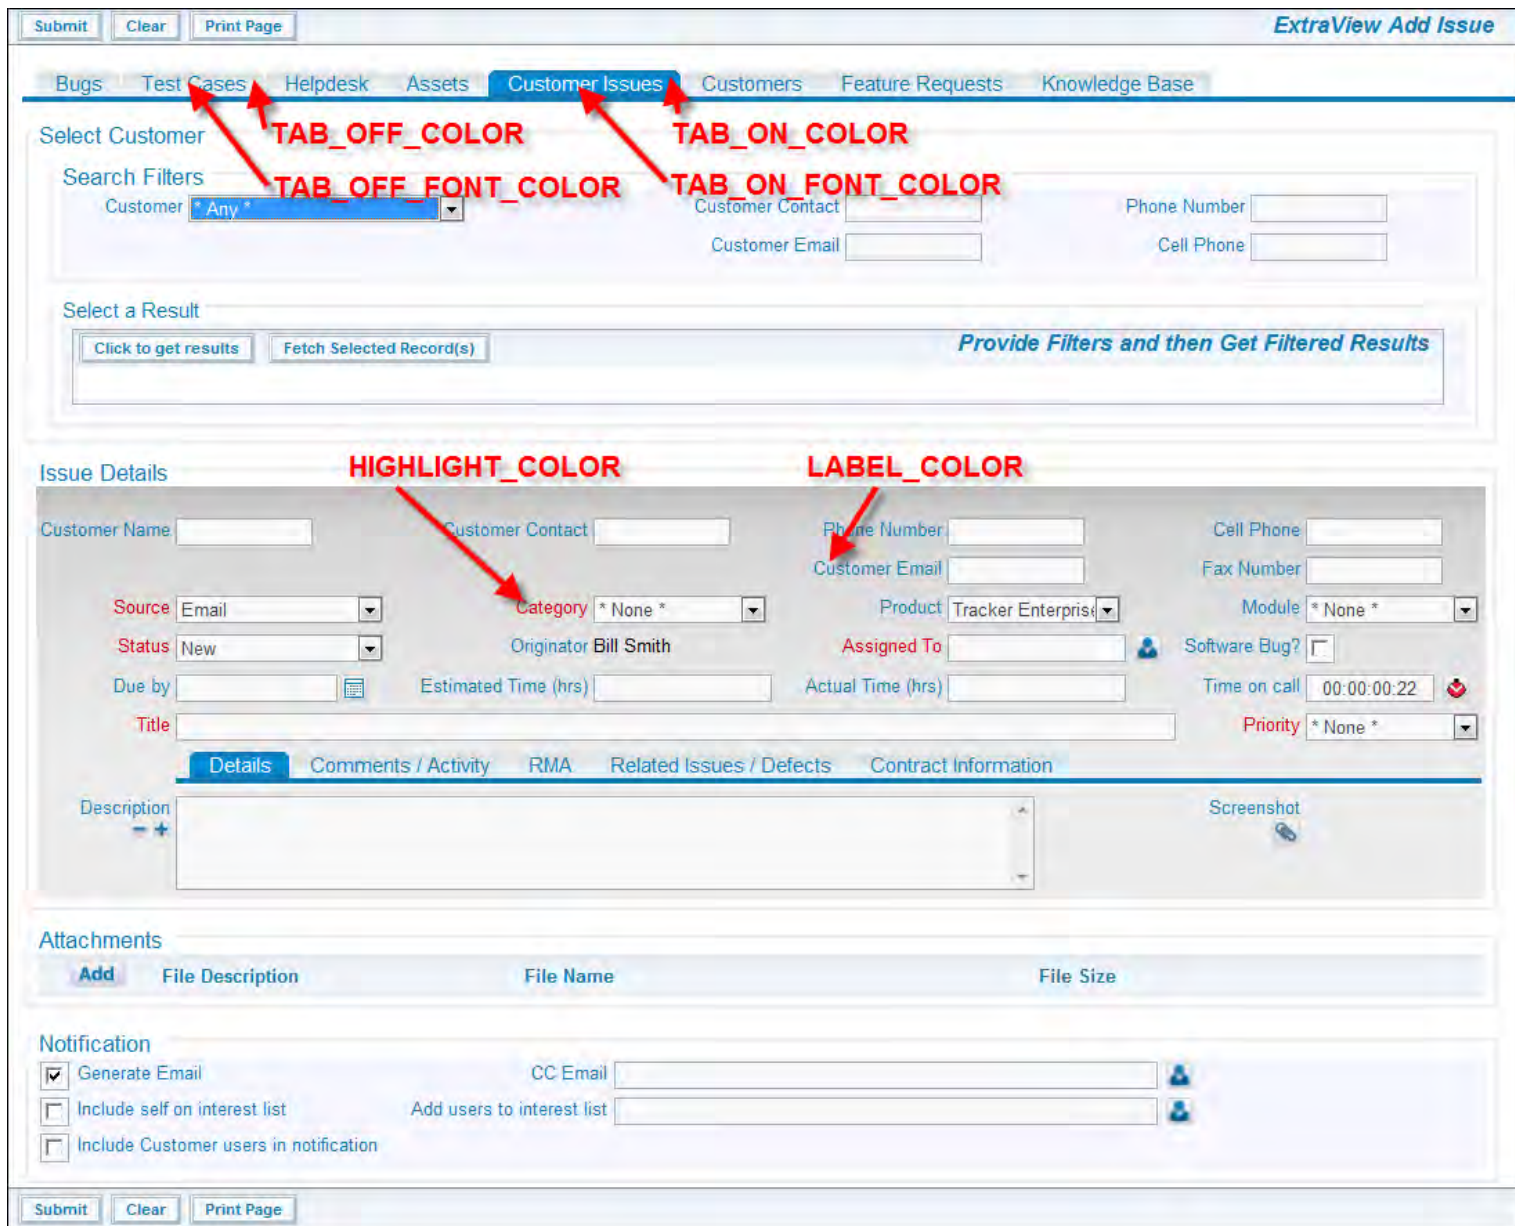 Submit Clear Print Page ExtraView Add Issue
Bugs Test Cases Helpdesk Assets Customer Issues Customers Feature Requests Knowledge Base
Select Customer TAB_OFF_COLOR TAB_ON_COLOR
Search Filters TAB_OFF_FONT_COLOR TAB_ON_FONT_COLOR
Customer * Any * Customer Contact Phone Number
Customer Email Cell Phone
Select a Result
Click to get results Fetch Selected Record(s) Provide Filters and then Get Filtered Results
Issue Details HIGHLIGHT_COLOR LABEL_COLOR
Customer Name Customer Contact Phone Number Cell Phone
Customer Email Fax Number
Source Email Category * None * Product Tracker Enterprise Module * None *
Status New Originator Bill Smith Assigned To Software Bug?
Due by Estimated Time (hrs) Actual Time (hrs) Time on call 00:00:00:22
Title Priority * None *
Details Comments / Activity RMA Related Issues / Defects Contract Information
Description Screenshot
− +
Attachments
Add File Description File Name File Size
Notification
Generate Email CC Email
Include self on interest list Add users to interest list
Include Customer users in notification
Submit Clear Print Page